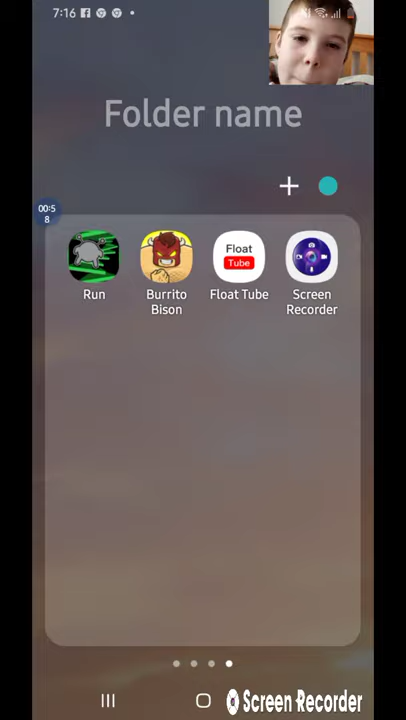 7:16
Folder name
00:5
8
Float
Tube
Run
Burrito
Bison
Float Tube
Screen
Recorder
Screen Recorder